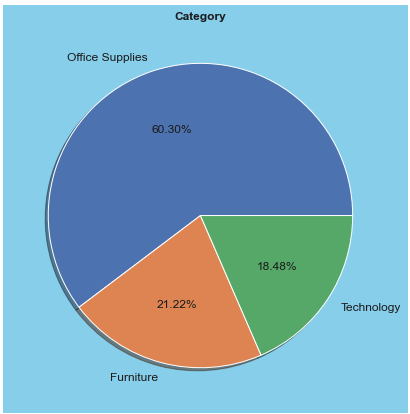 Category
Office Supplies
60.30%
18.48%
21.22%
Technology
Furniture